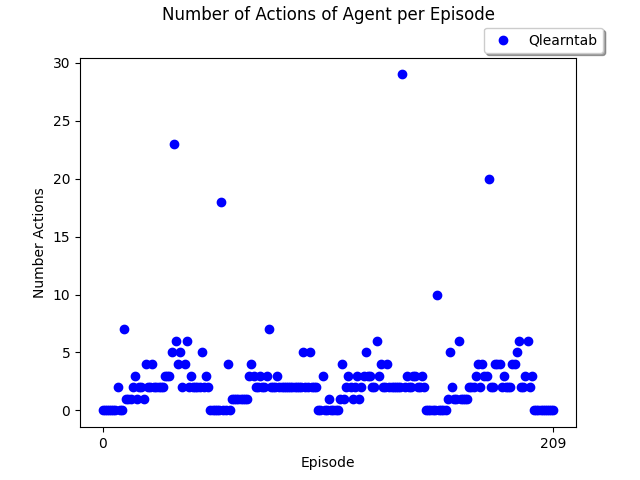 Number of Actions of Agent per Episode
Qlearntab
30
25
20
15
10
5
0
Number Actions
0 209
Episode